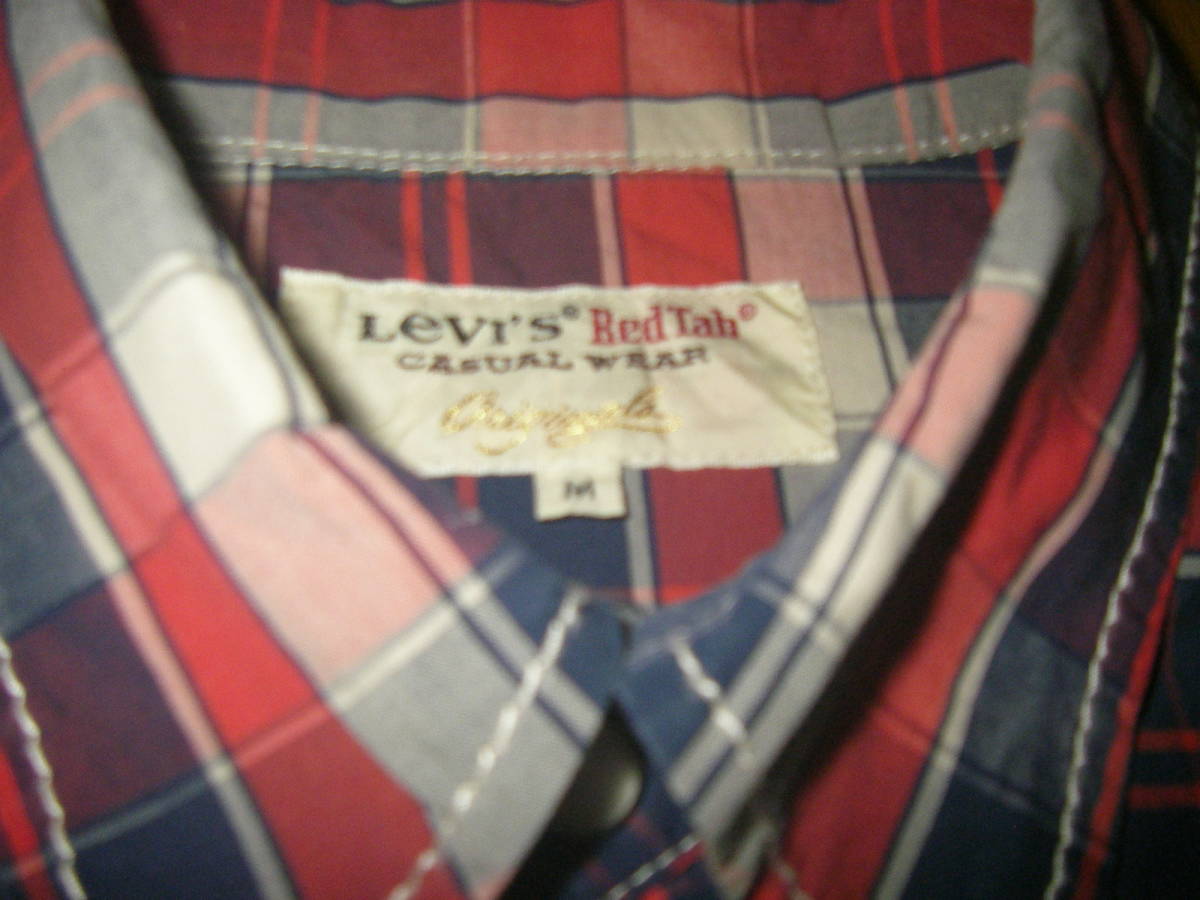 Levi's® Red Tab®
CASUAL WEAR
Originals
M